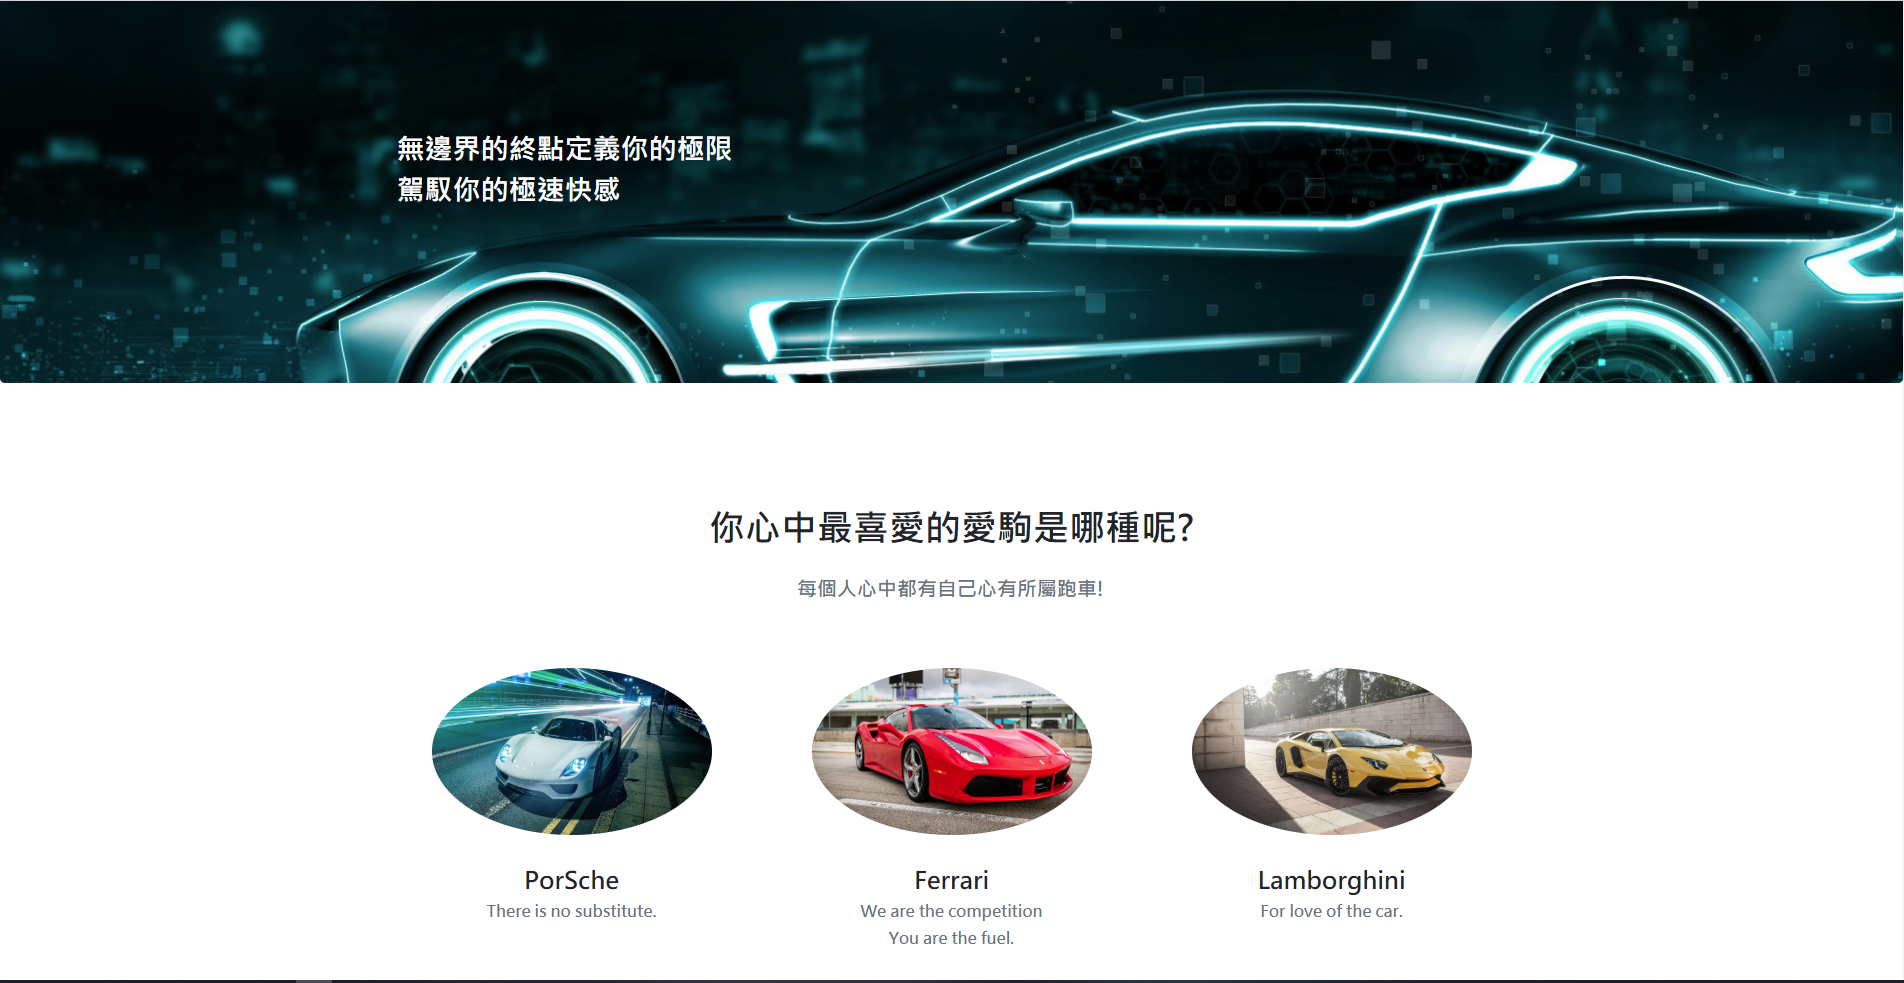 無邊界的終點定義你的極限
駕馭你的極速快感
你心中最喜愛的愛駒是哪種呢?
每個人心中都有自己心有所屬跑車!
PorSche
There is no substitute.
Ferrari
We are the competition
You are the fuel.
Lamborghini
For love of the car.